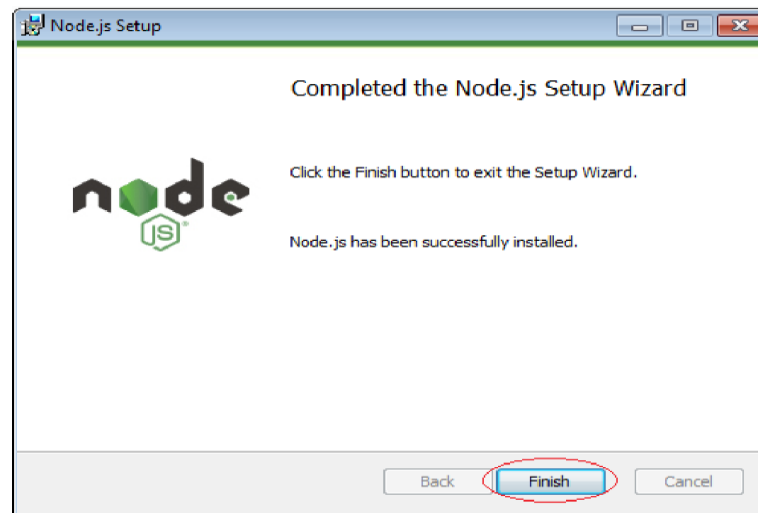 Node.js Setup
Completed the Node.js Setup Wizard
Click the Finish button to exit the Setup Wizard.
node
JS
Node.js has been successfully installed.
Back
Finish
Cancel